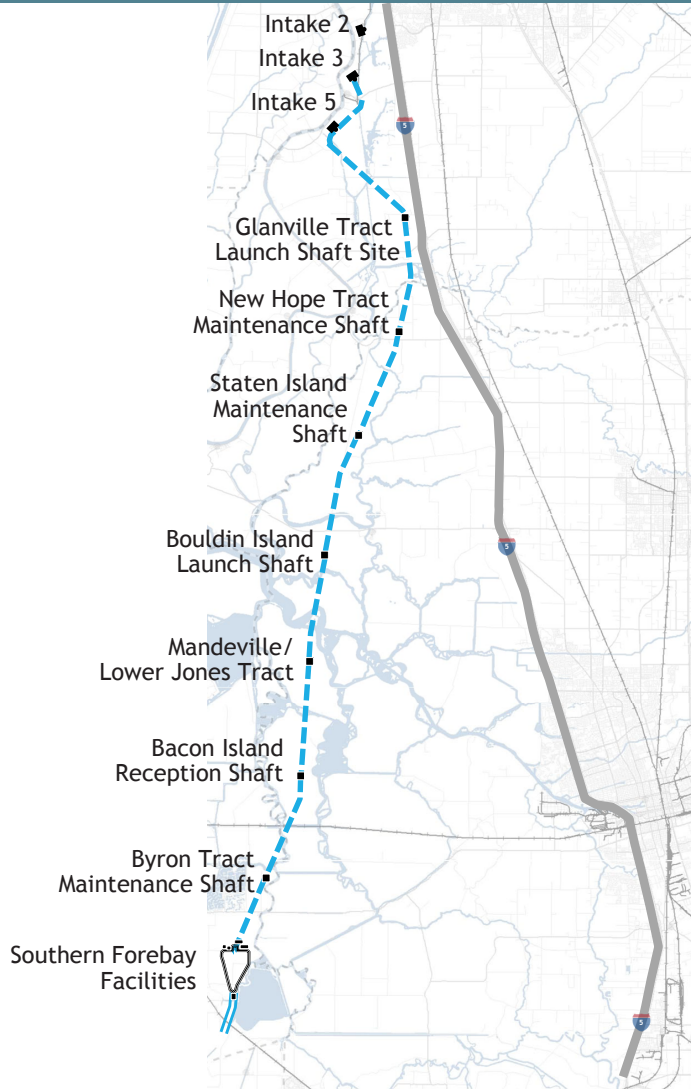 Intake 2
Intake 3
Intake 5
5
Glanville Tract
Launch Shaft Site
New Hope Tract
Maintenance Shaft
Staten Island
Maintenance
Shaft
Bouldin Island
Launch Shaft
5
Mandeville/
Lower Jones Tract
Bacon Island
Reception Shaft
Byron Tract
Maintenance Shaft
Southern Forebay
Facilities
5